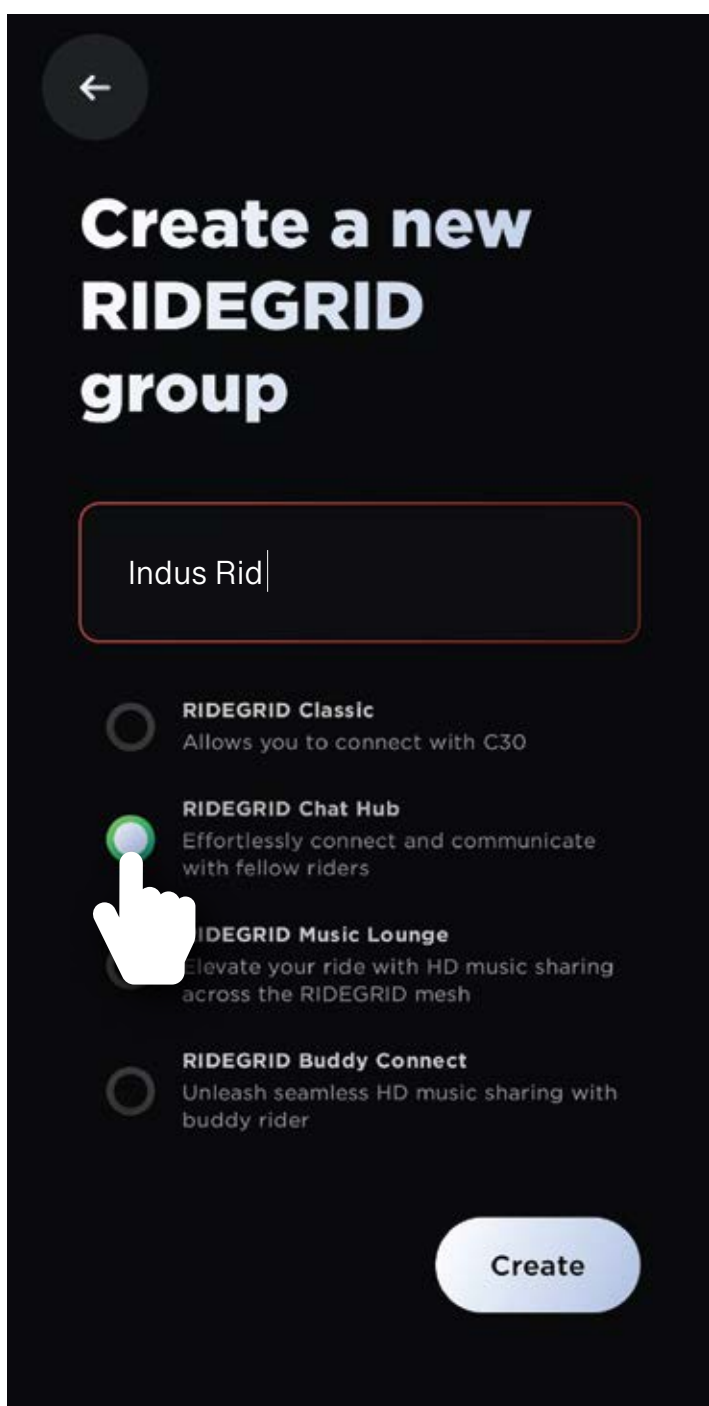 Create a new
RIDEGRID
group
Indus Rid
RIDEGRID Classic
Allows you to connect with C30
RIDEGRID Chat Hub
Effortlessly connect and communicate
with fellow riders
IDEGRID Music Lounge
Elevate your ride with HD music sharing
across the RIDEGRID mesh
RIDEGRID Buddy Connect
Unleash seamless HD music sharing with
buddy rider
Create